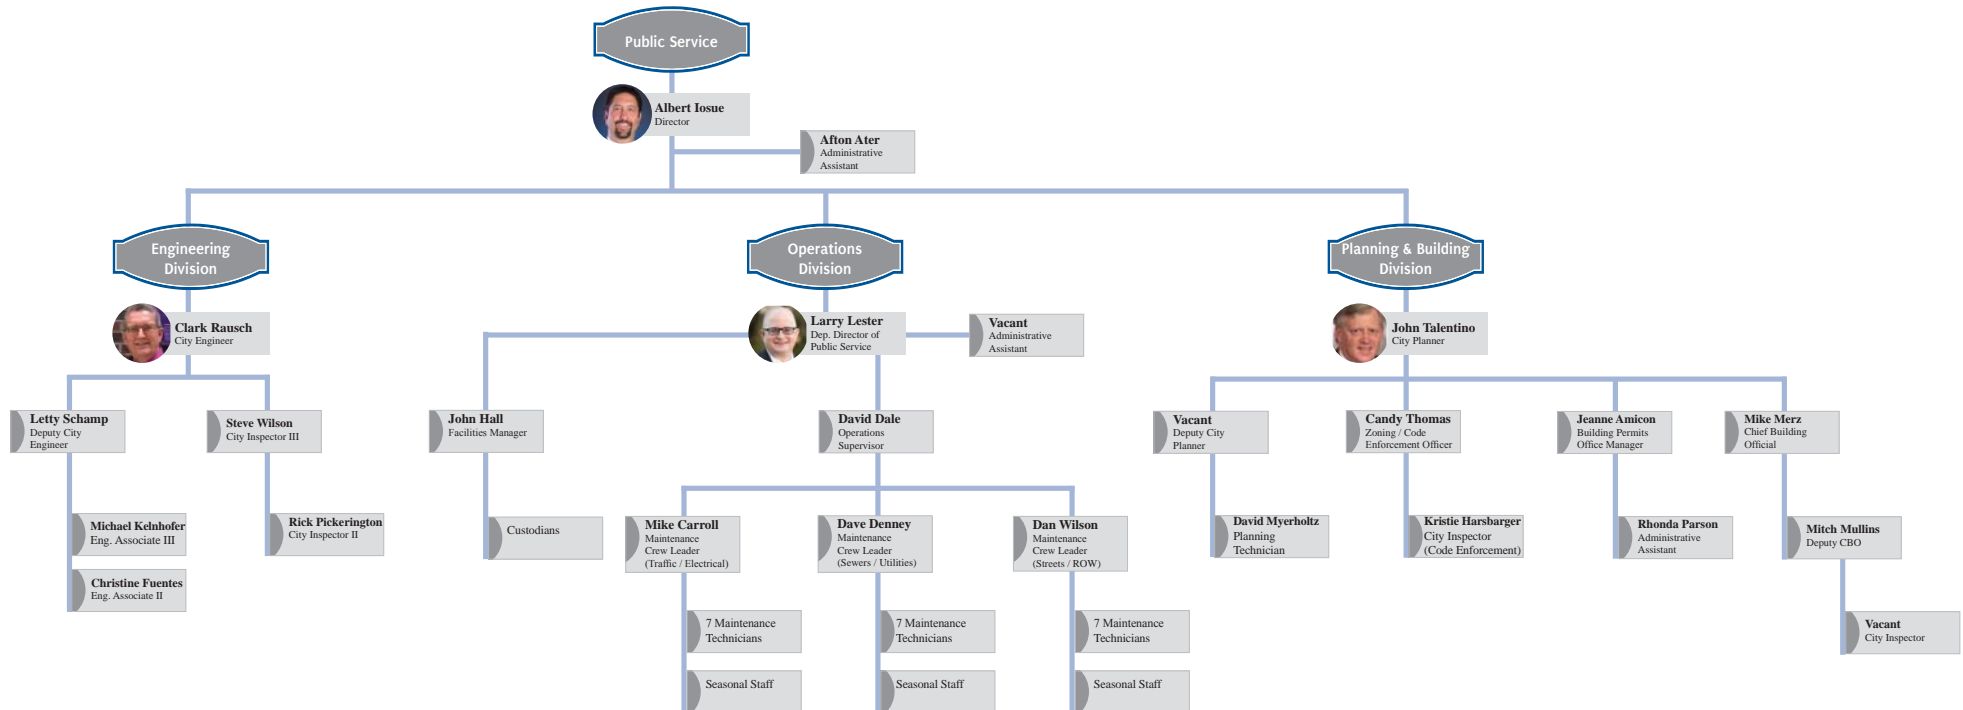 Public Service
Albert Iosue
Director
Afton Ater
Administrative
Assistant
Engineering
Division
Operations
Division
Planning & Building
Division
Clark Rausch
City Engineer
Larry Lester
Dep. Director of
Public Service
Vacant
Administrative
Assistant
John Talentino
City Planner
Letty Schamp
Deputy City
Engineer
Steve Wilson
City Inspector III
John Hall
Facilities Manager
David Dale
Operations
Supervisor
Vacant
Deputy City
Planner
Candy Thomas
Zoning / Code
Enforcement Officer
Jeanne Amicon
Building Permits
Office Manager
Mike Merz
Chief Building
Official
Michael Kelnhofer
Eng. Associate III
Rick Pickerington
City Inspector II
Custodians
Mike Carroll
Maintenance
Crew Leader
(Traffic / Electrical)
Dave Denney
Maintenance
Crew Leader
(Sewers / Utilities)
Dan Wilson
Maintenance
Crew Leader
(Streets / ROW)
David Myerholtz
Planning
Technician
Kristie Harsbarger
City Inspector
(Code Enforcement)
Rhonda Parson
Administrative
Assistant
Mitch Mullins
Deputy CBO
Christine Fuentes
Eng. Associate II
7 Maintenance
Technicians
7 Maintenance
Technicians
7 Maintenance
Technicians
Vacant
City Inspector
Seasonal Staff
Seasonal Staff
Seasonal Staff